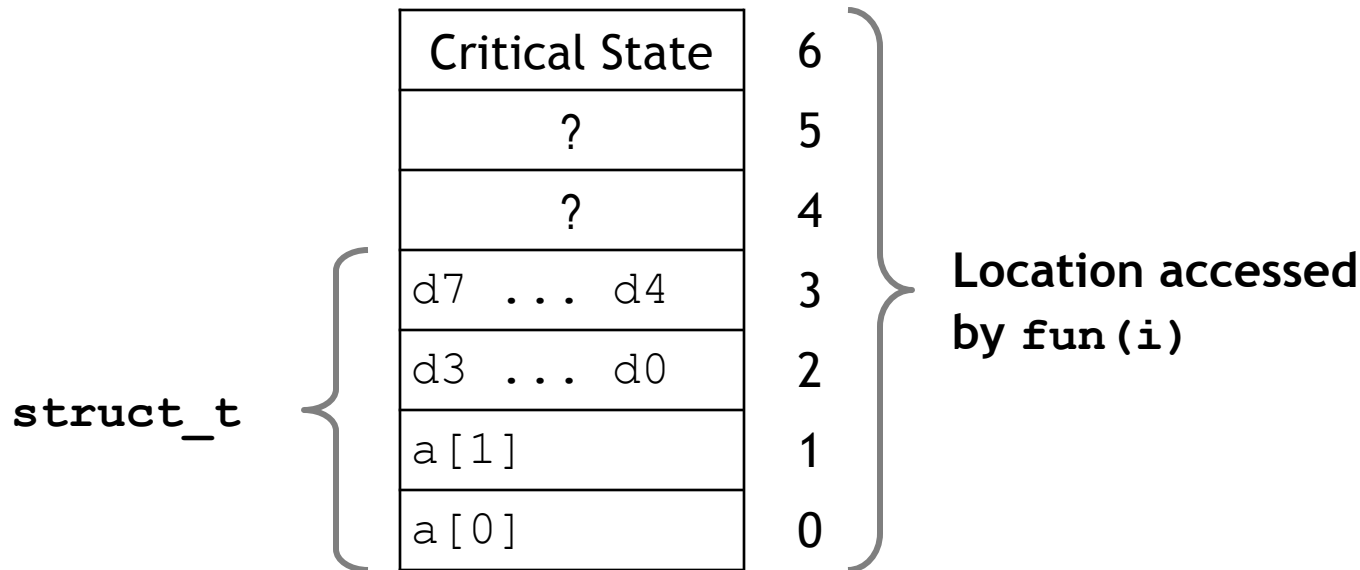 Critical State 6
? 5
? 4
d7 ... d4 3
Location accessed
by fun(i)
d3 ... d0 2
struct_t
a[1] 1
a[0] 0